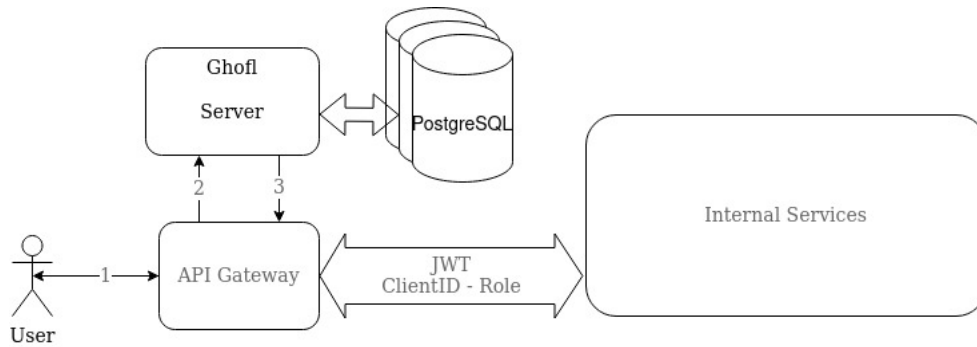 Ghofl
Server
PostgreSQL
2
3
Internal Services
1
API Gateway
JWT
ClientID - Role
User